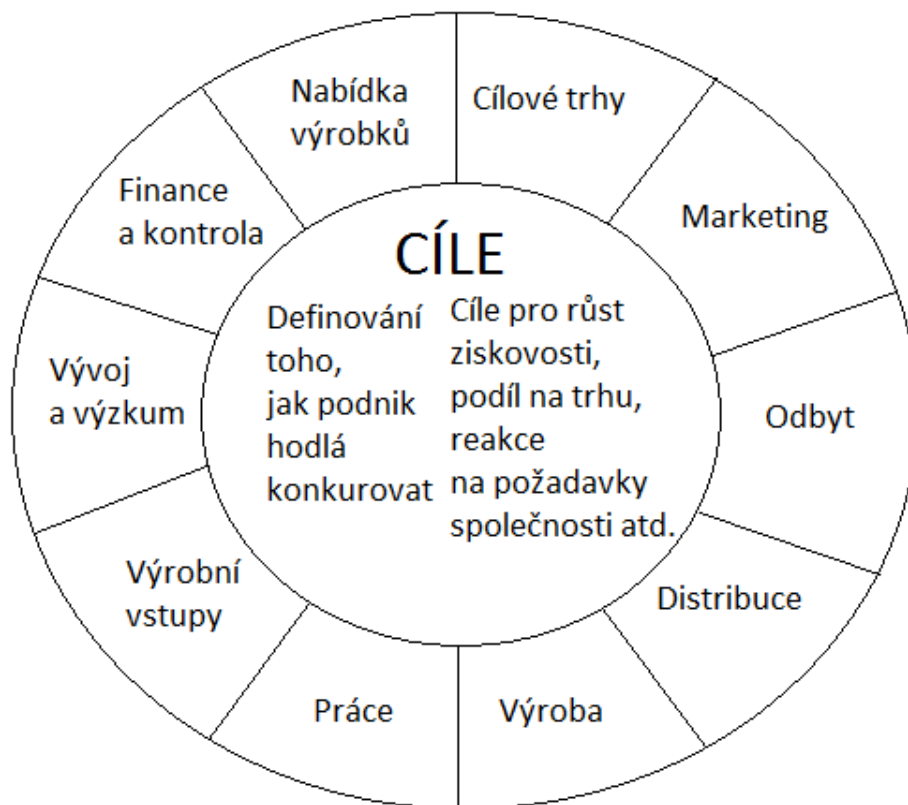 Nabídka
výrobků
Cílové trhy
Marketing
Odbyt
Distribuce
Výroba
Práce
Výrobní
vstupy
Vývoj
a výzkum
Finance
a kontrola
CÍLE
Definování
toho,
jak podnik
hodlá
konkurovat
Cíle pro růst
ziskovosti,
podíl na trhu,
reakce
na požadavky
společnosti atd.